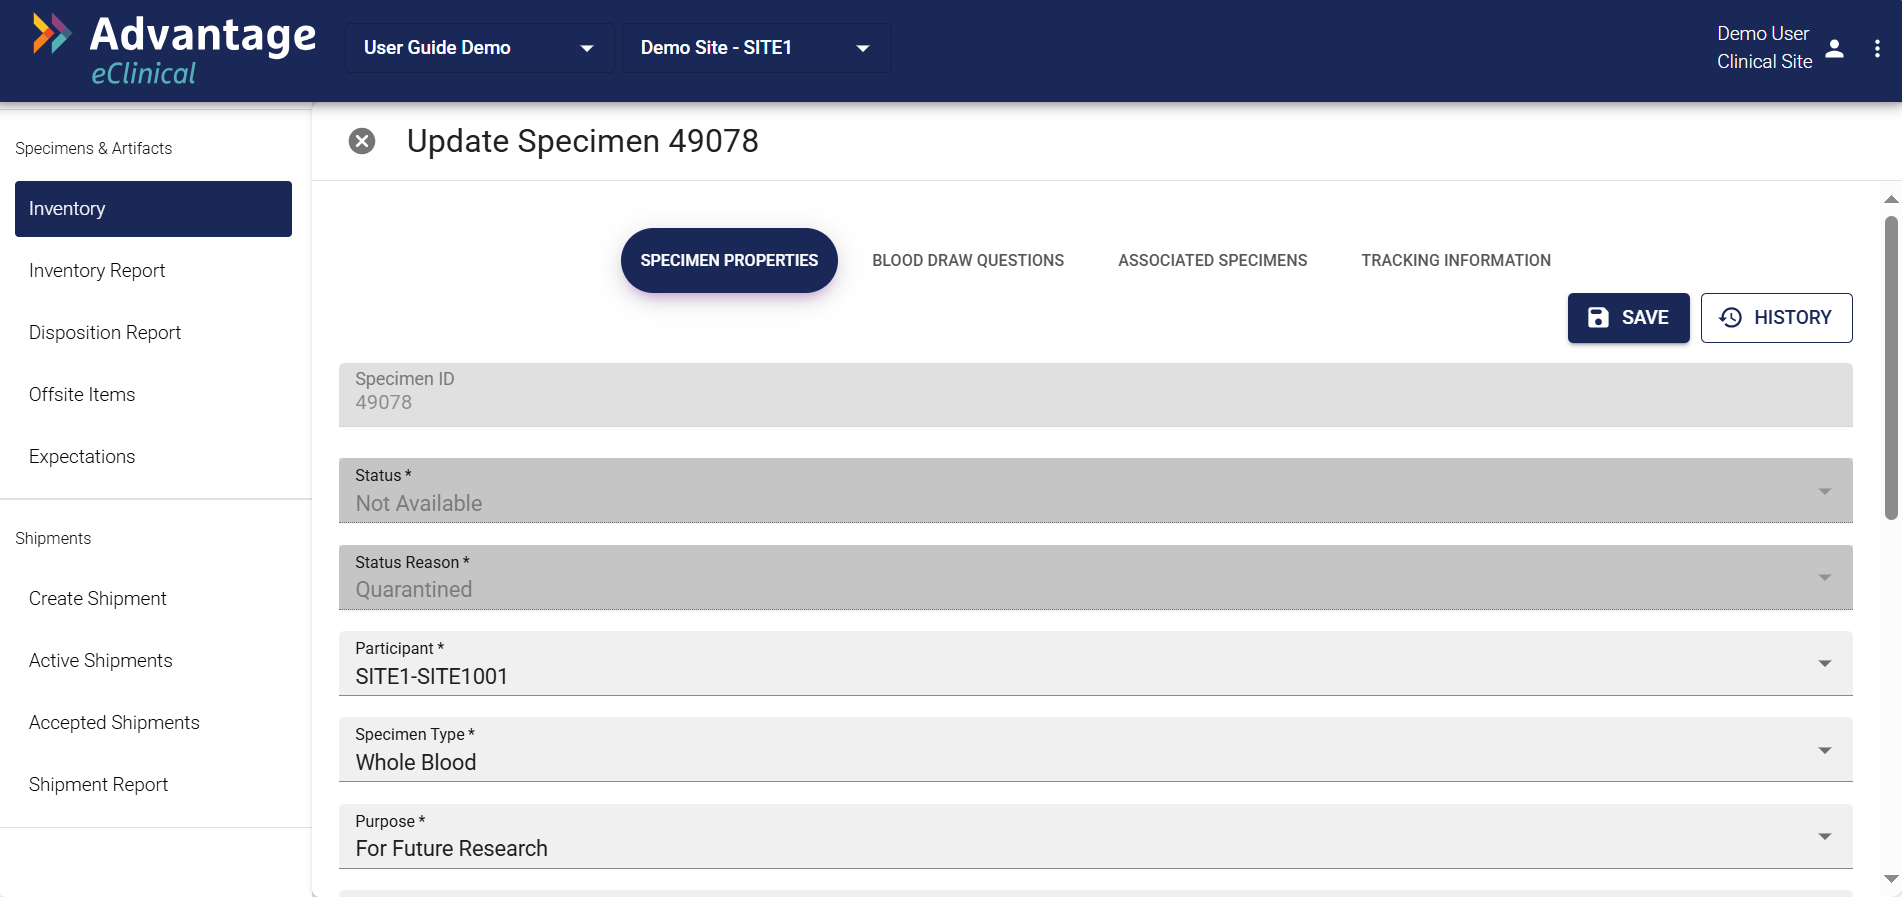 Advantage
eClinical
User Guide Demo
Demo Site - SITE1
Demo User
Clinical Site
Specimens & Artifacts
Inventory
Inventory Report
Disposition Report
Offsite Items
Expectations
Shipments
Create Shipment
Active Shipments
Accepted Shipments
Shipment Report
Update Specimen 49078
SPECIMEN PROPERTIES
BLOOD DRAW QUESTIONS
ASSOCIATED SPECIMENS
TRACKING INFORMATION
SAVE
HISTORY
Specimen ID
49078
Status *
Not Available
Status Reason *
Quarantined
Participant *
SITE1-SITE1001
Specimen Type *
Whole Blood
Purpose *
For Future Research